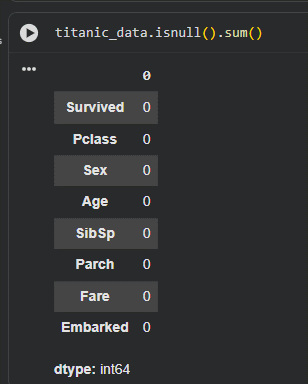 titanic_data.isnull().sum()
0
Survived 0
Pclass 0
Sex 0
Age 0
SibSp 0
Parch 0
Fare 0
Embarked 0
dtype: int64